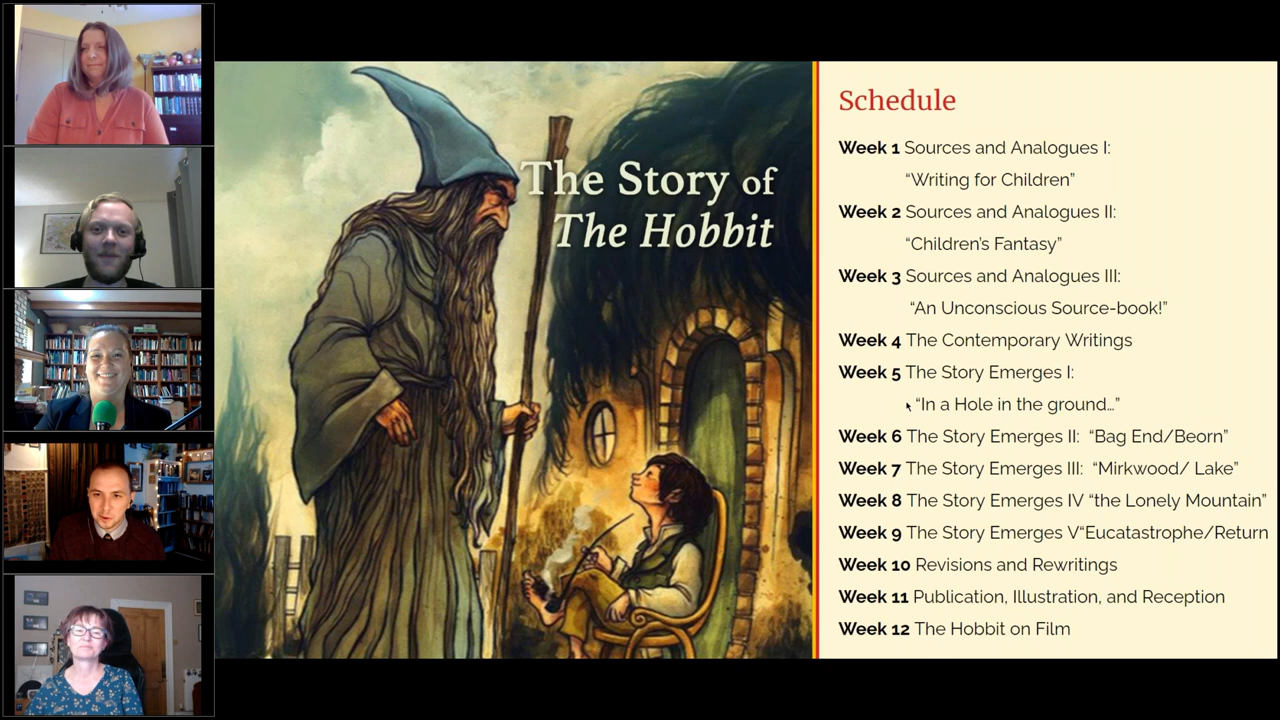 The Story of
The Hobbit
Schedule
Week 1 Sources and Analogues I:
“Writing for Children”
Week 2 Sources and Analogues II:
“Children’s Fantasy”
Week 3 Sources and Analogues III:
“An Unconscious Source-book!”
Week 4 The Contemporary Writings
Week 5 The Story Emerges I:
“In a Hole in the ground…”
Week 6 The Story Emerges II: “Bag End/Beorn”
Week 7 The Story Emerges III: “Mirkwood/ Lake”
Week 8 The Story Emerges IV “the Lonely Mountain”
Week 9 The Story Emerges V“Eucatastrophe/Return
Week 10 Revisions and Rewritings
Week 11 Publication, Illustration, and Reception
Week 12 The Hobbit on Film